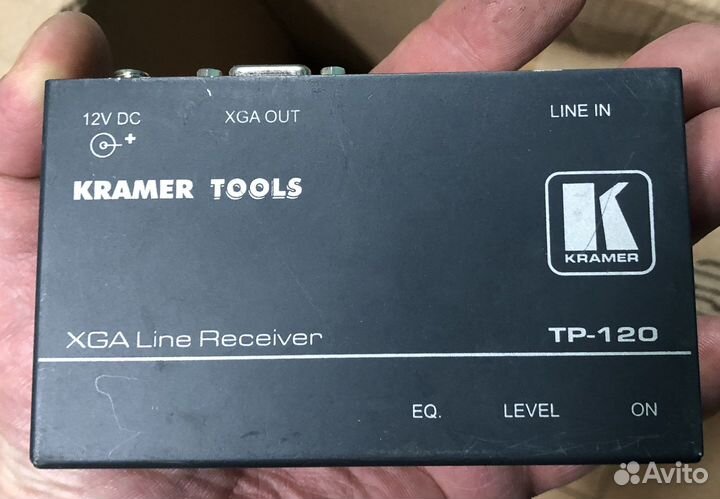 12V DC XGA OUT LINE IN
+
KRAMER TOOLS
K
KRAMER
XGA Line Receiver TP-120
EQ. LEVEL ON
Avito